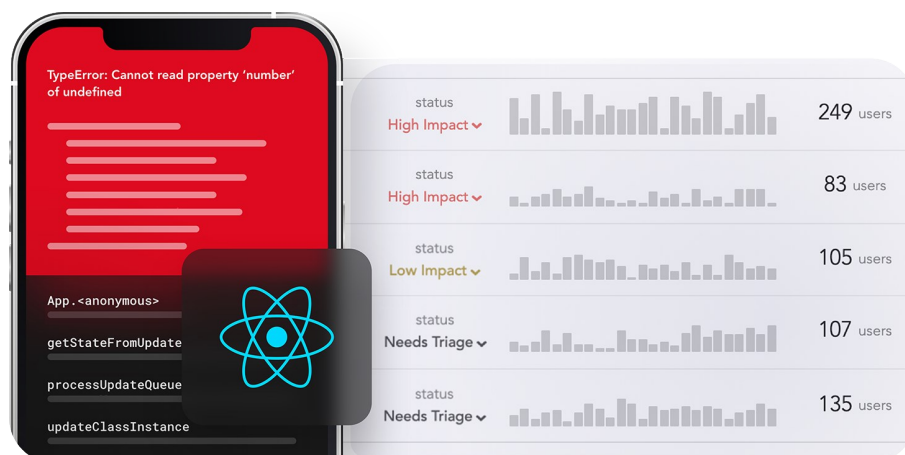 TypeError: Cannot read property ‘number’
of undefined
App.<anonymous>
getStateFromUpdate
processUpdateQueue
updateClassInstance
status
High Impact
249 users
status
High Impact
83 users
status
Low Impact
105 users
status
Needs Triage
107 users
status
Needs Triage
135 users